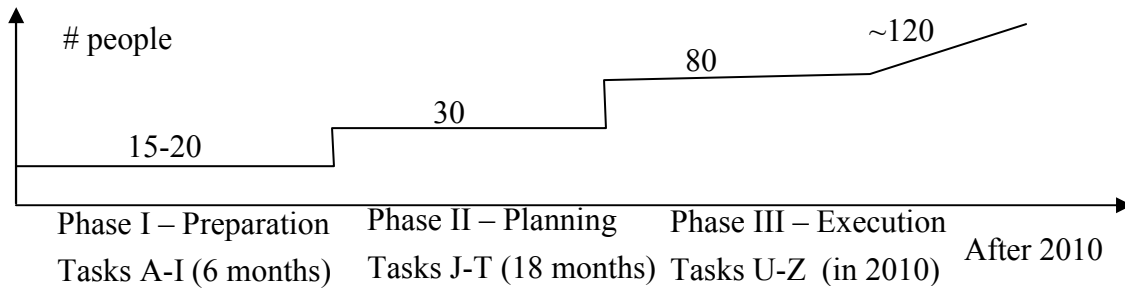 # people
~120
80
30
15-20
Phase I – Preparation
Tasks A-I (6 months)
Phase II – Planning
Tasks J-T (18 months)
Phase III – Execution
Tasks U-Z (in 2010)
After 2010